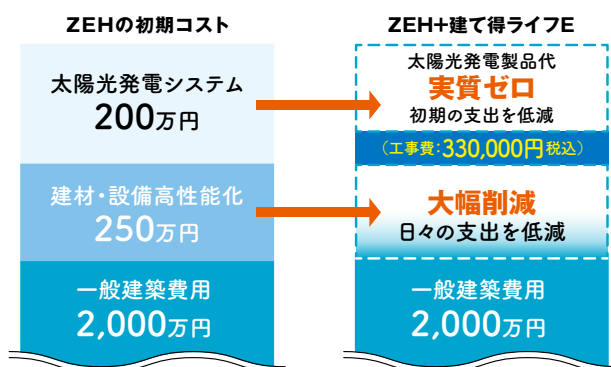 ZEHの初期コスト
太陽光発電システム
200万円
建材・設備高性能化
250万円
一般建築費用
2,000万円
ZEH+建て得ライフE
太陽光発電製品代
実質ゼロ
初期の支出を低減
（工事費：330,000円税込）
大幅削減
日々の支出を低減
一般建築費用
2,000万円